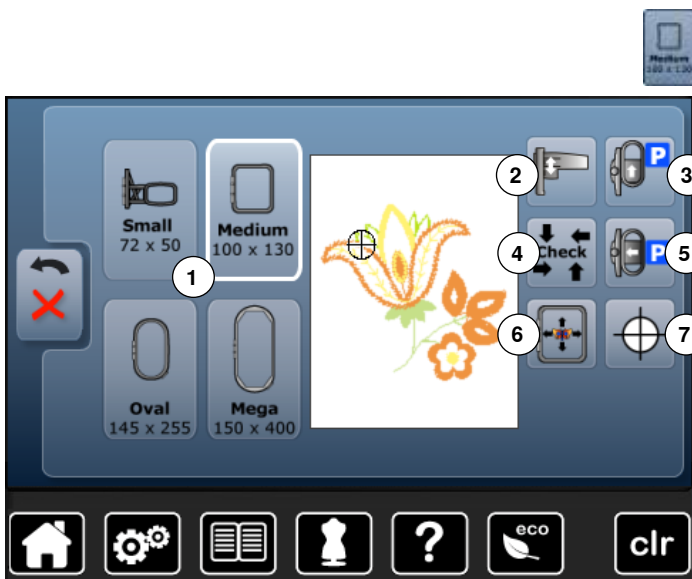 Medium
100 x 130
Small
72 x 50
Medium
100 x 130
1
Oval
145 x 255
Mega
150 x 400
2
P
3
4
Check
P
5
6
7
?
eco
clr